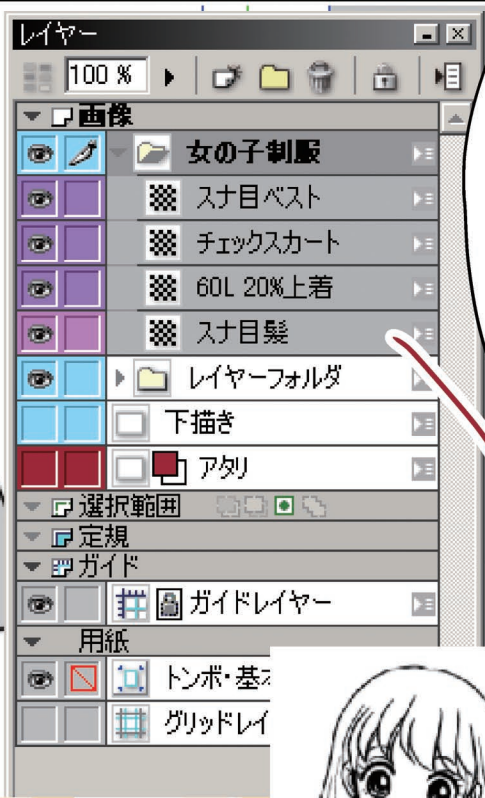 レイヤー
100 %
画像
女の子制服
スナ目ベスト
チェックスカート
60L 20%上着
スナ目髪
レイヤーフォルダ
下描き
アタリ
選択範囲
定規
ガイド
ガイドレイヤー
用紙
トンボ・基
グリッドレイ